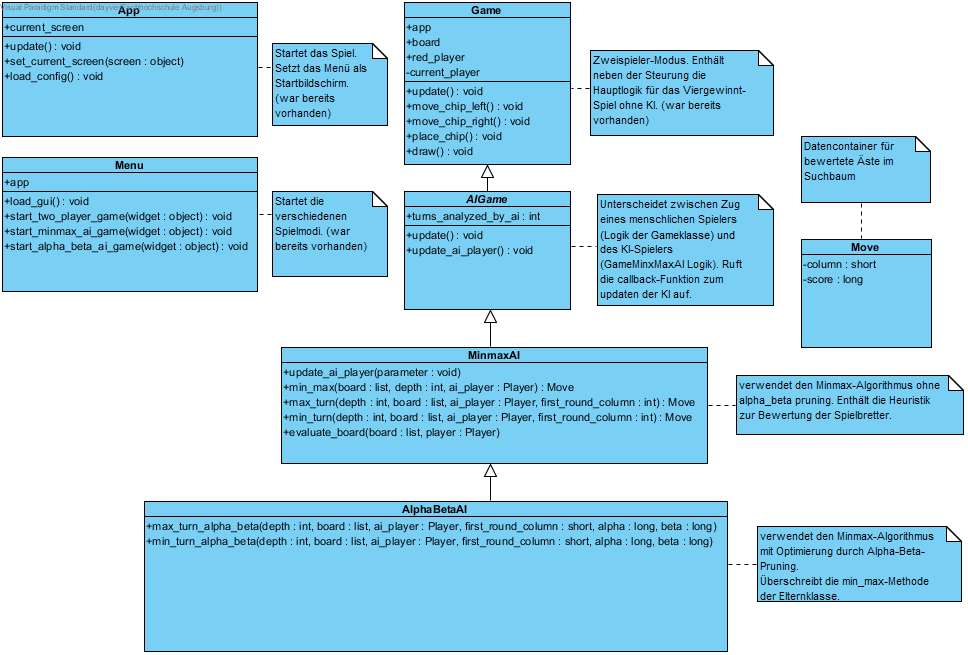 App
+current_screen
+update() : void
+set_current_screen(screen : object)
+load_config() : void
Startet das Spiel.
Setzt das Menü als
Startbildschirm.
(war bereits
vorhanden)
Game
+app
+board
+red_player
-current_player
+update() : void
+move_chip_left() : void
+move_chip_right() : void
+place_chip() : void
+draw() : void
Zweispieler-Modus. Enthält
neben der Steurung die
Hauptlogik für das Viergewinnt-
Spiel ohne KI. (war bereits
vorhanden)
Menu
+app
+load_gui() : void
+start_two_player_game(widget : object) : void
+start_minmax_ai_game(widget : object) : void
+start_alpha_beta_ai_game(widget : object) : void
Startet die
verschiedenen
Spielmodi. (war
bereits vorhanden)
AIGame
+turns_analyzed_by_ai : int
+update() : void
+update_ai_player() : void
Unterscheidet zwischen Zug
eines menschlichen Spielers
(Logik der Gameklasse) und
des KI-Spielers
(GameMinxMaxAI Logik). Ruft
die callback-Funktion zum
updaten der KI auf.
Datencontainer für
bewertete Äste im
Suchbaum
Move
-column : short
-score : long
MinmaxAI
+update_ai_player(parameter : void)
+min_max(board : list, depth : int, ai_player : Player) : Move
+max_turn(depth : int, board : list, ai_player : Player, first_round_column : int) : Move
+min_turn(depth : int, board : list, ai_player : Player, first_round_column : int) : Move
+evaluate_board(board : list, player : Player)
verwendet den Minmax-Algorithmus ohne
alpha_beta pruning. Enthält die Heuristik
zur Bewertung der Spielbretter.
AlphaBetaAI
+max_turn_alpha_beta(depth : int, board : list, ai_player : Player, first_round_column : short, alpha : long, beta : long)
+min_turn_alpha_beta(depth : int, board : list, ai_player : Player, first_round_column : short, alpha : long, beta : long)
verwendet den Minmax-Algorithmus
mit Optimierung durch Alpha-Beta-
Pruning.
Überschreibt die min_max-Methode
der Elternklasse.